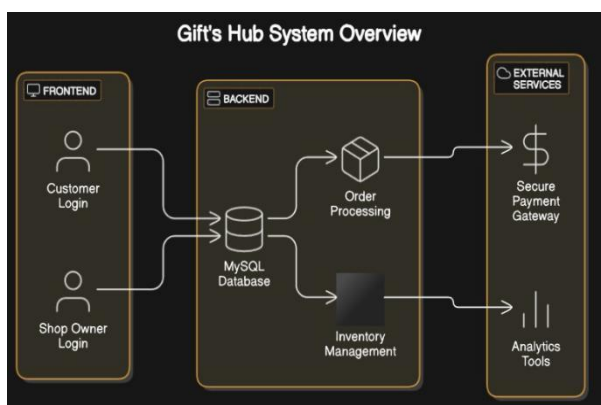 Gift's Hub System Overview
FRONTEND
Customer
Login
Shop Owner
Login
BACKEND
MySQL
Database
Order
Processing
Inventory
Management
EXTERNAL
SERVICES
Secure
Payment
Gateway
Analytics
Tools